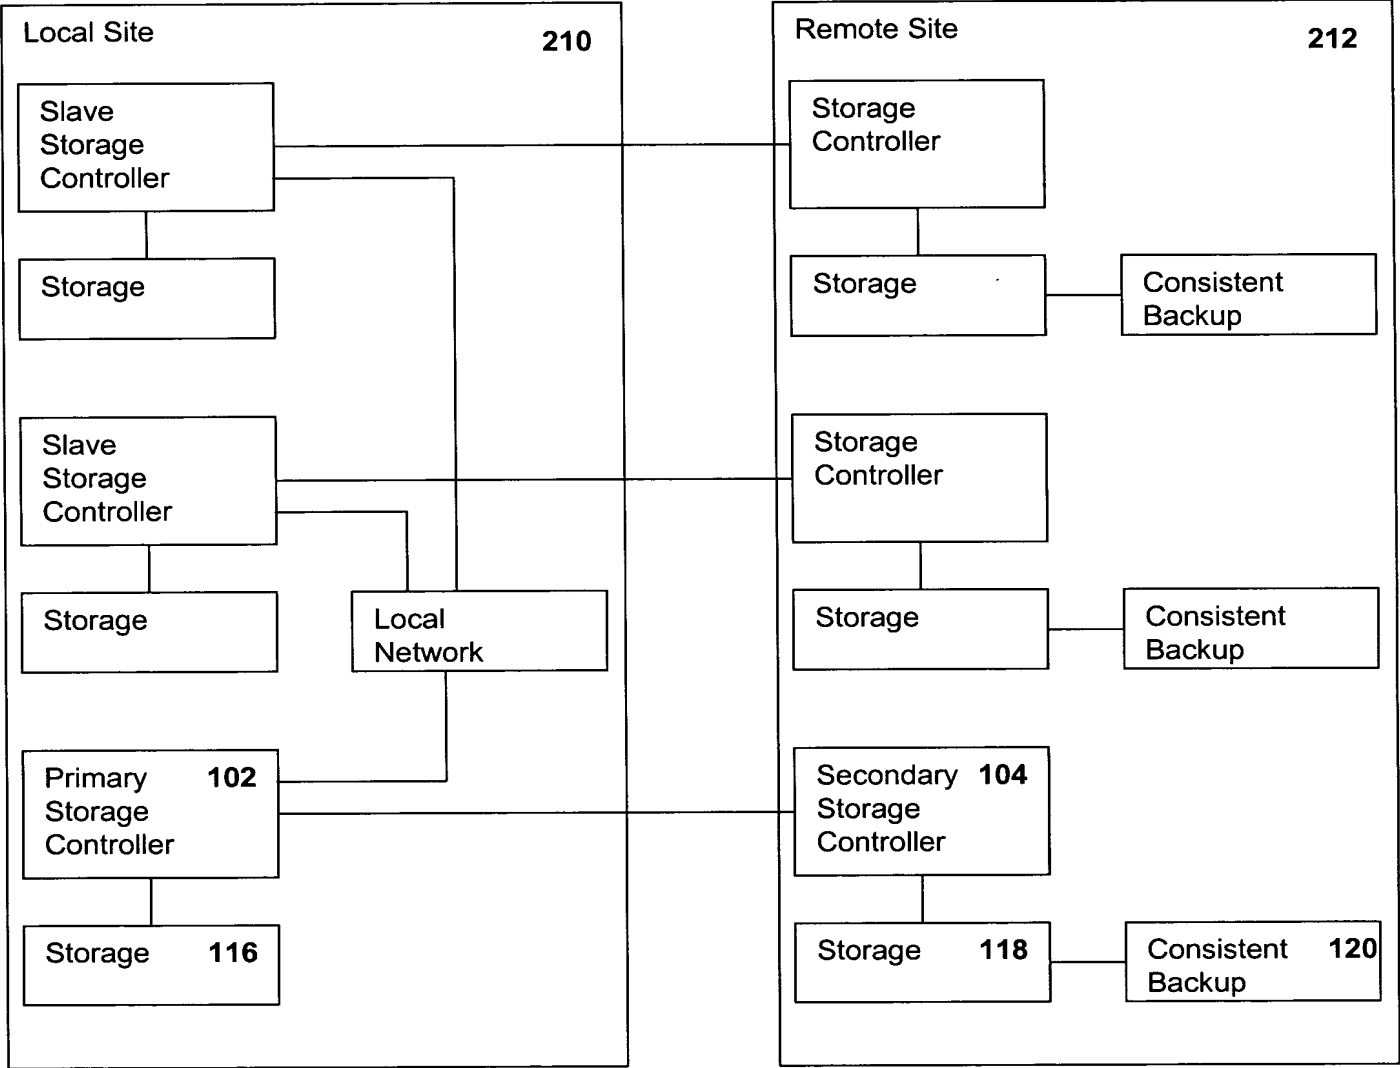 Local Site 210
Slave
Storage
Controller
Storage
Slave
Storage
Controller
Storage
Local
Network
Primary 102
Storage
Controller
Storage 116
Remote Site 212
Storage
Controller
Storage
Consistent
Backup
Storage
Controller
Storage
Consistent
Backup
Secondary 104
Storage
Controller
Storage 118
Consistent 120
Backup